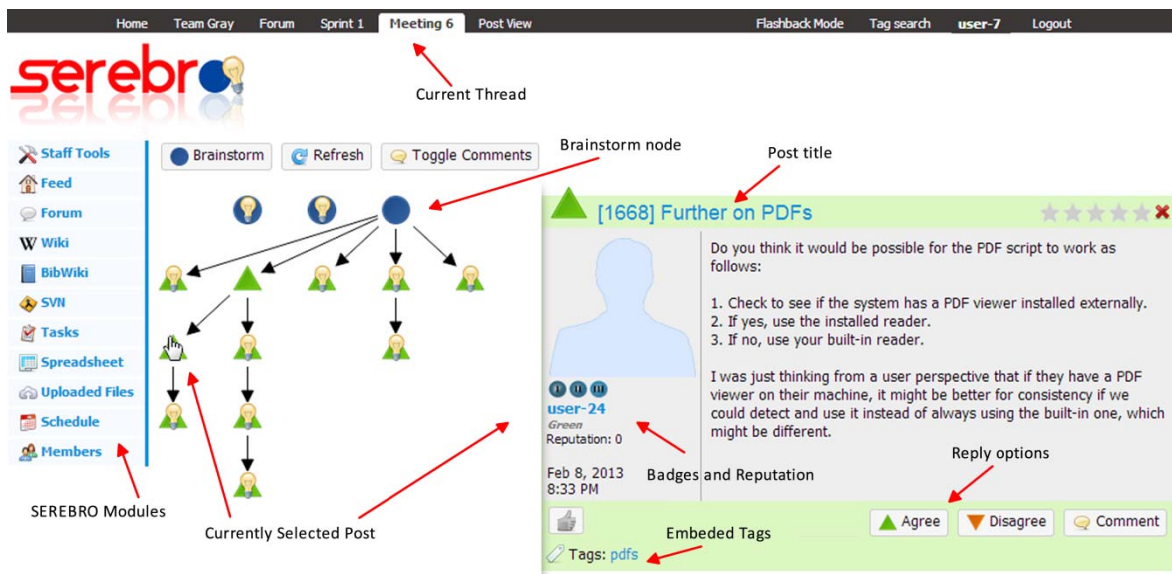 Home Team Gray Forum Sprint 1 Meeting 6 Post View Flashback Mode Tag search user-7 Logout
serebro
Current Thread
Staff Tools
Feed
Forum
Wiki
BibWiki
SVN
Tasks
Spreadsheet
Uploaded Files
Schedule
Members
SEREBRO Modules
Brainstorm Refresh Toggle Comments
Brainstorm node
Currently Selected Post
Post title
[1668] Further on PDFs
Do you think it would be possible for the PDF script to work as
follows:
1. Check to see if the system has a PDF viewer installed externally.
2. If yes, use the installed reader.
3. If no, use your built-in reader.
I was just thinking from a user perspective that if they have a PDF
viewer on their machine, it might be better for consistency if we
could detect and use it instead of always using the built-in one, which
might be different.
user-24
Green
Reputation: 0
Feb 8, 2013
8:33 PM
Badges and Reputation
Reply options
Agree Disagree Comment
Embeded Tags
Tags: pdfs